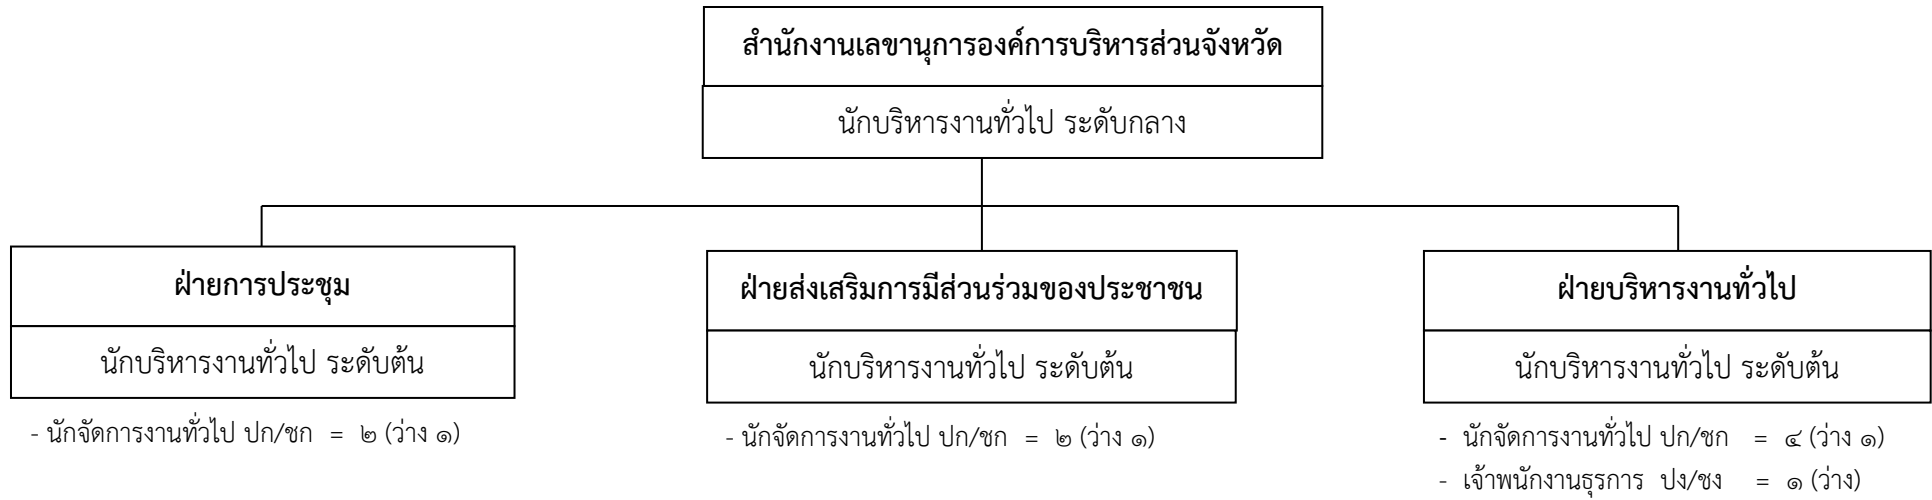 สำนักงานเลขานุการองค์การบริหารส่วนจังหวัด
นักบริหารงานทั่วไป ระดับกลาง
ฝ่ายการประชุม
นักบริหารงานทั่วไป ระดับต้น
- นักจัดการงานทั่วไป ปก/ชก = ๒ (ว่าง ๑)
ฝ่ายส่งเสริมการมีส่วนร่วมของประชาชน
นักบริหารงานทั่วไป ระดับต้น
- นักจัดการงานทั่วไป ปก/ชก = ๒ (ว่าง ๑)
ฝ่ายบริหารงานทั่วไป
นักบริหารงานทั่วไป ระดับต้น
- นักจัดการงานทั่วไป ปก/ชก = ๔ (ว่าง ๑)
- เจ้าพนักงานธุรการ ปง/ชง = ๑ (ว่าง)